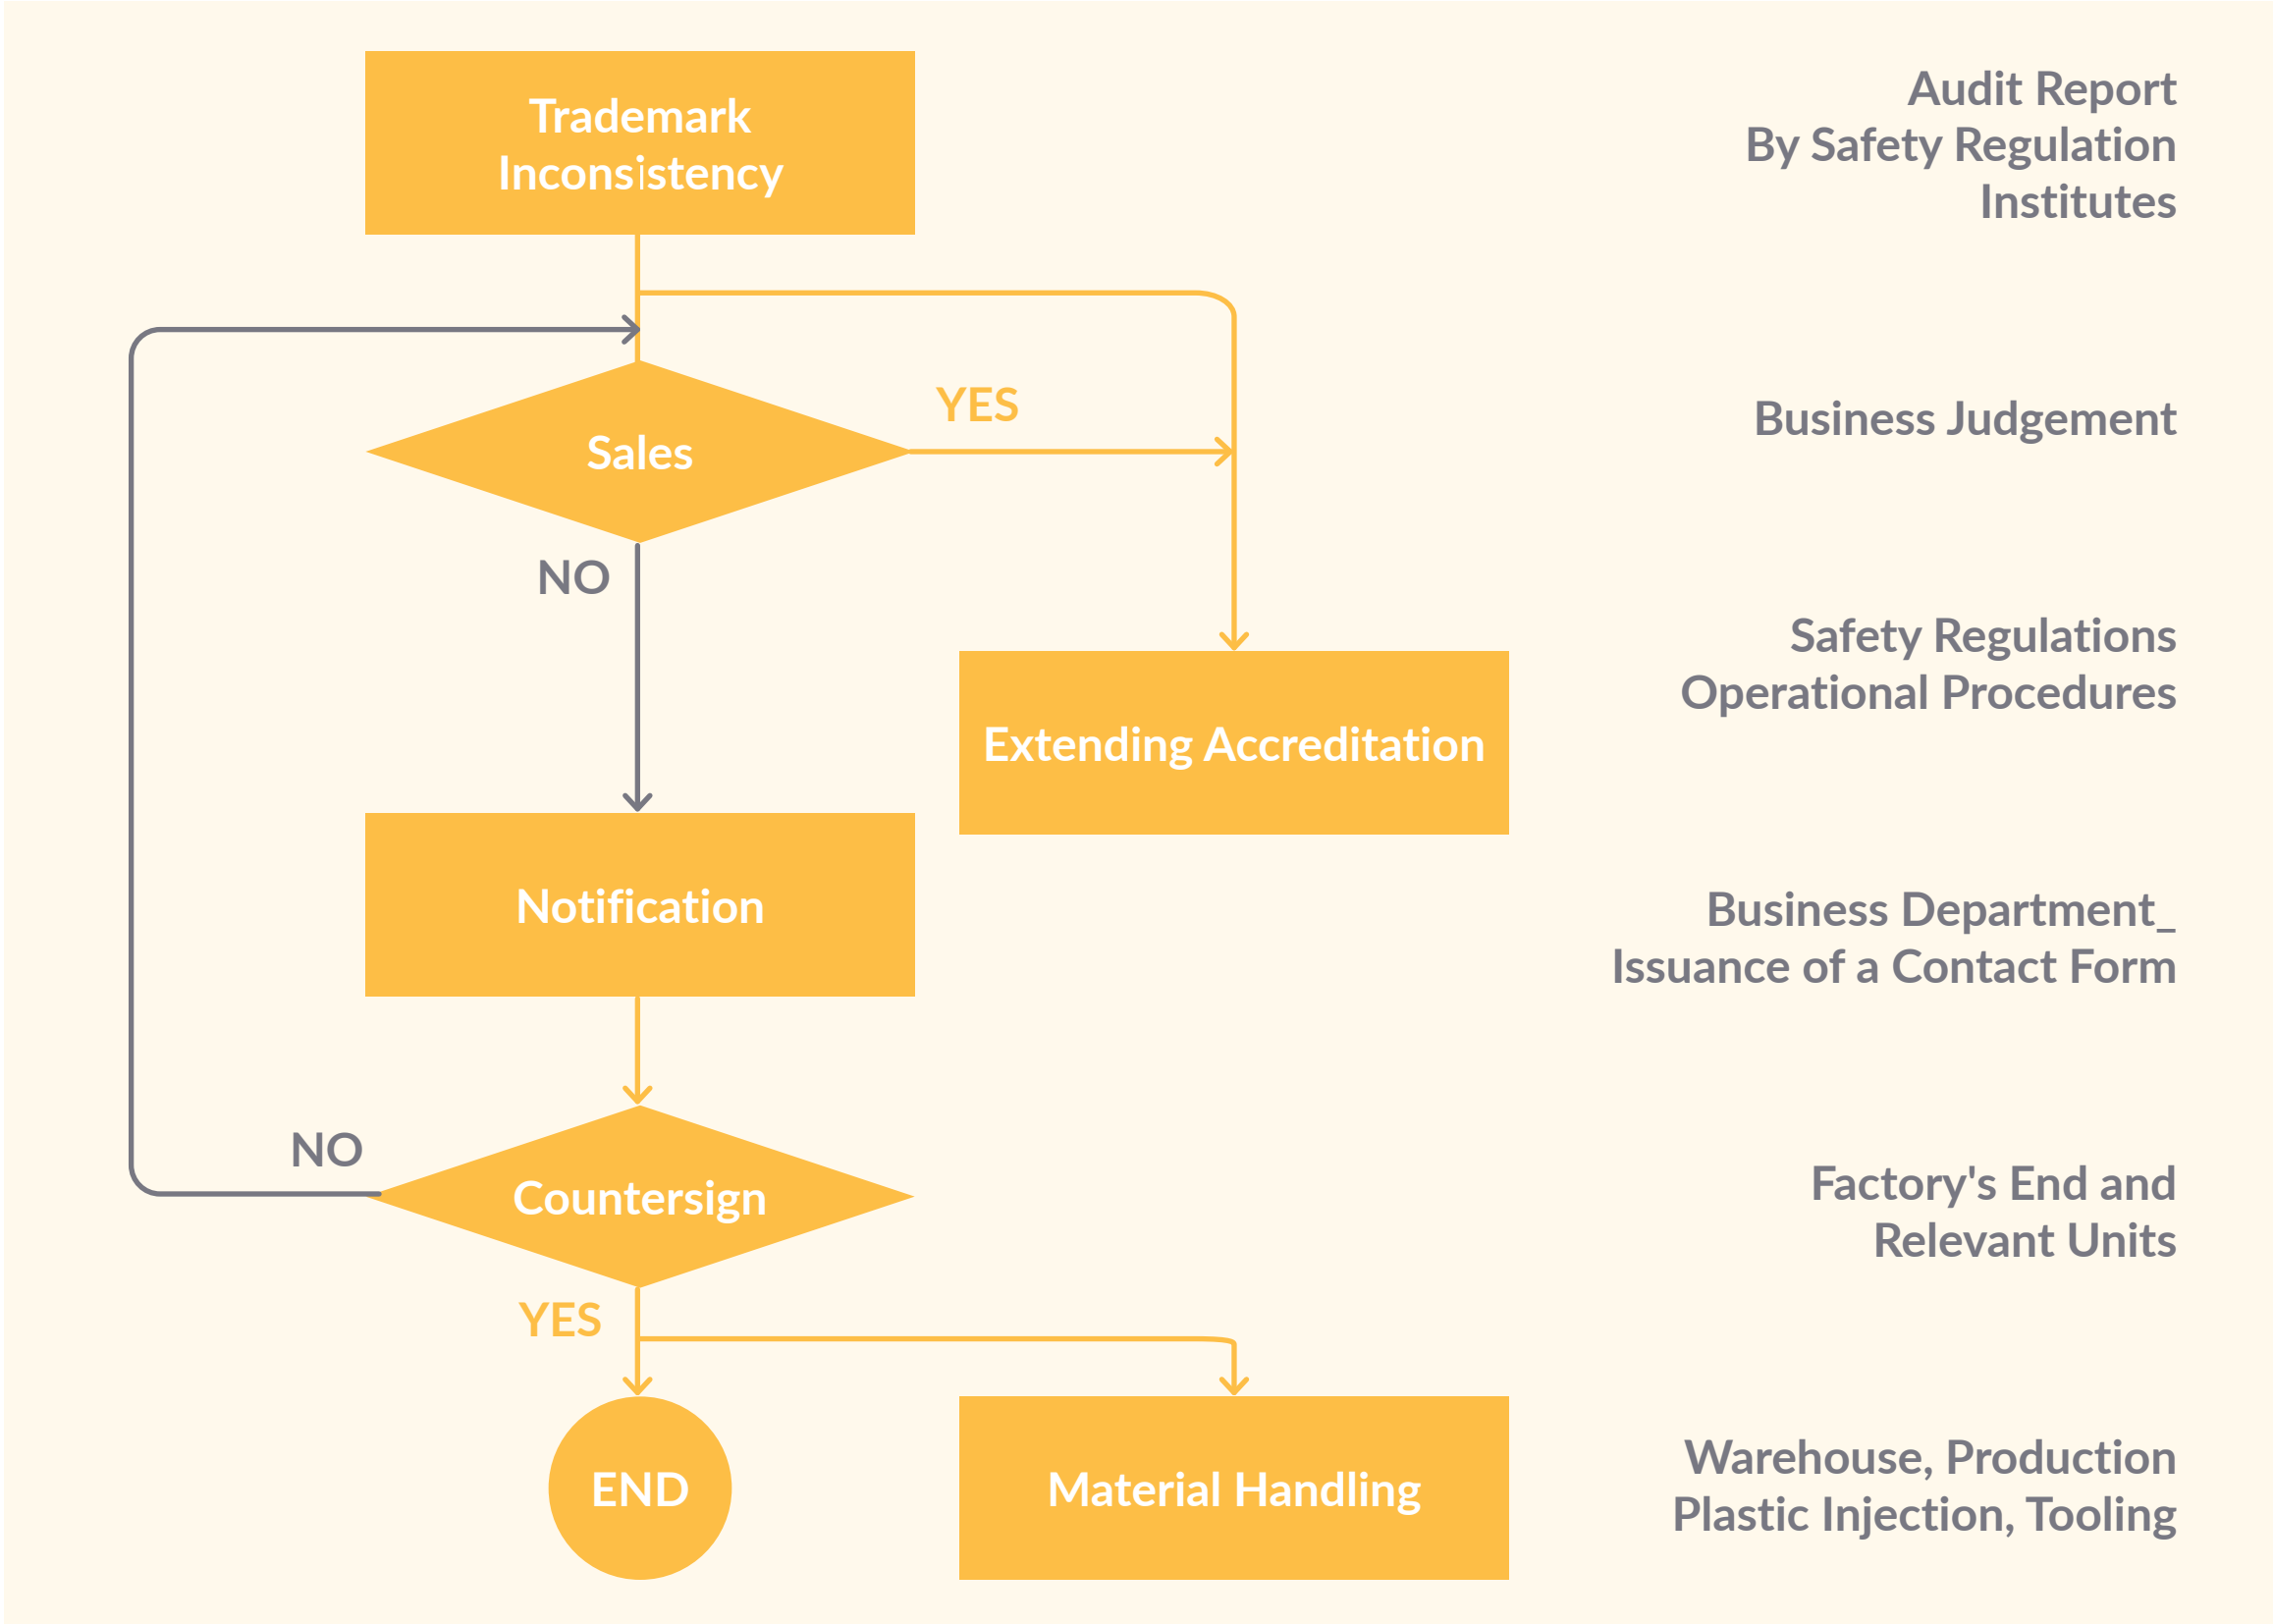 Trademark
Inconsistency
Audit Report
By Safety Regulation
Institutes
Sales
YES
NO
Business Judgement
Extending Accreditation
Safety Regulations
Operational Procedures
Notification
Business Department_
Issuance of a Contact Form
NO
Countersign
YES
Factory's End and
Relevant Units
END
Material Handling
Warehouse, Production
Plastic Injection, Tooling